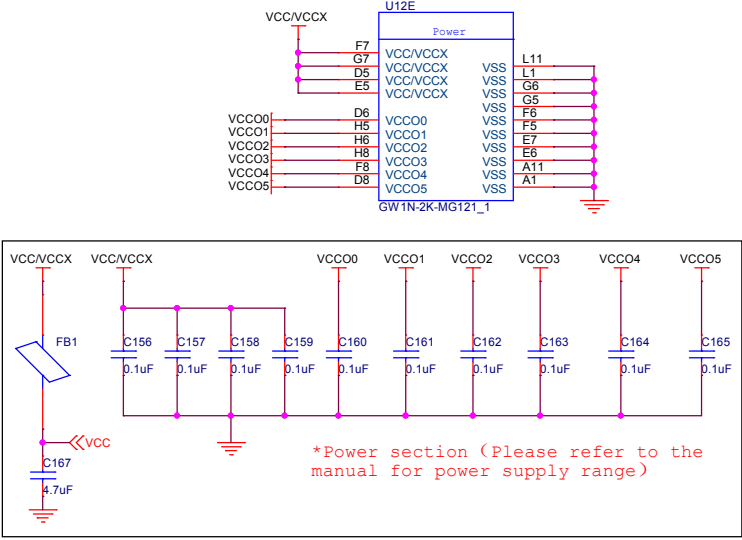 U12E
VCC/VCCX
Power
F7 VCC/VCCX
G7 VCC/VCCX VSS L11
D5 VCC/VCCX VSS L1
E5 VCC/VCCX VSS G6
VSS G5
VCCO0 D6 VCCO0 VSS F6
VCCO1 H5 VCCO1 VSS F5
VCCO2 H6 VCCO2 VSS E7
VCCO3 H8 VCCO3 VSS E6
VCCO4 F8 VCCO4 VSS A11
VCCO5 D8 VCCO5 VSS A1
GW1N-2K-MG121_1
VCC/VCCX VCC/VCCX VCCO0 VCCO1 VCCO2 VCCO3 VCCO4 VCCO5
FB1 C156 C157 C158 C159 C160 C161 C162 C163 C164 C165
0.1uF 0.1uF 0.1uF 0.1uF 0.1uF 0.1uF 0.1uF 0.1uF 0.1uF 0.1uF
VCC
C167
4.7uF
*Power section (Please refer to the
manual for power supply range)